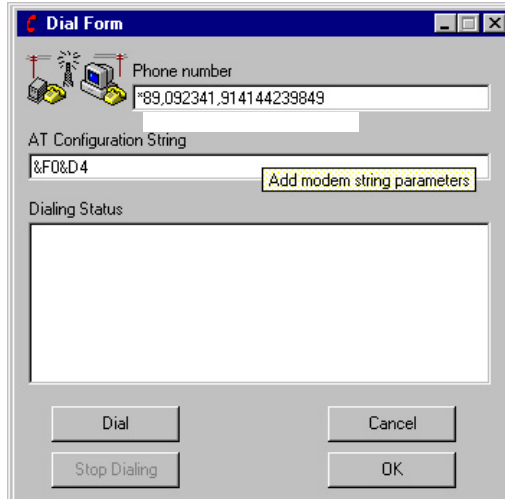 Dial Form
Phone number
*89,092341,914144239849
AT Configuration String
&F0&D4
Add modem string parameters
Dialing Status
Dial
Cancel
Stop Dialing
OK